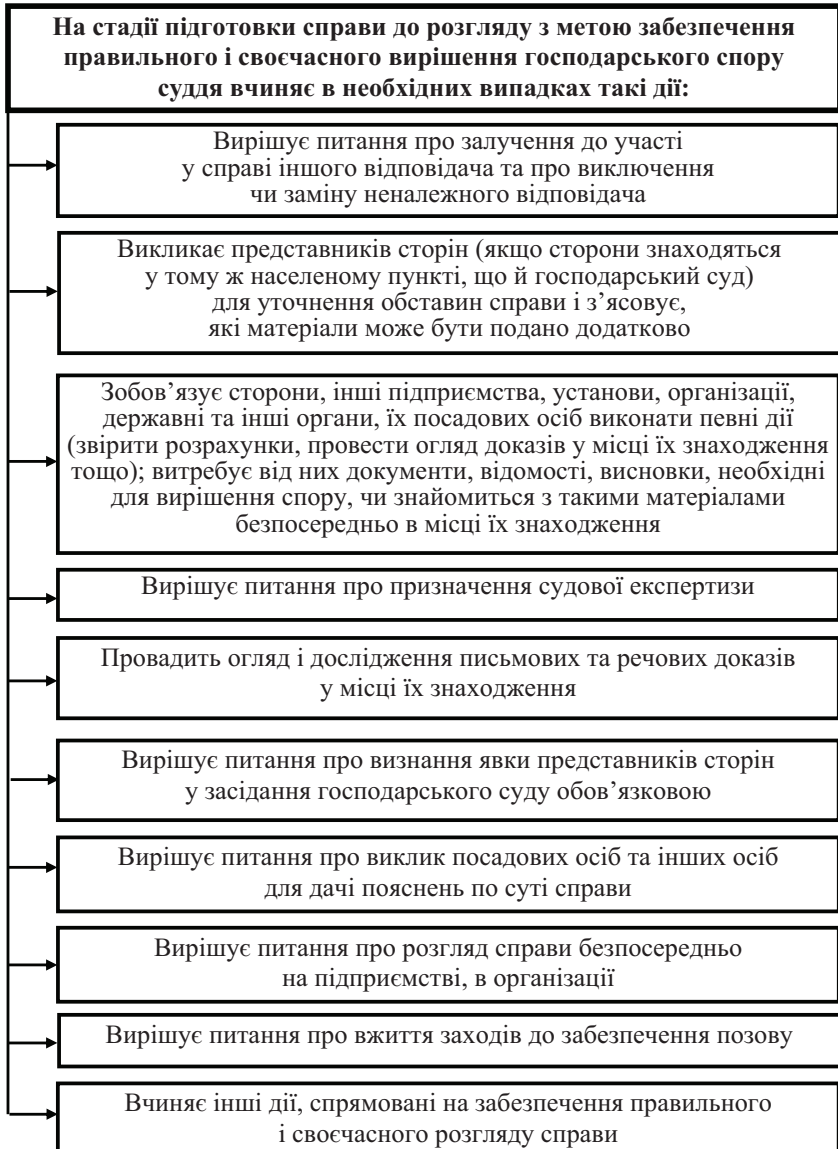 На стадії підготовки справи до розгляду з метою забезпечення
правильного і своєчасного вирішення господарського спору
суддя вчиняє в необхідних випадках такі дії:
Вирішує питання про залучення до участі
у справі іншого відповідача та про виключення
чи заміну неналежного відповідача
Викликає представників сторін (якщо сторони знаходяться
у тому ж населеному пункті, що й господарський суд)
для уточнення обставин справи і з’ясовує,
які матеріали може бути подано додатково
Зобов’язує сторони, інші підприємства, установи, організації,
державні та інші органи, їх посадових осіб виконати певні дії
(звірити розрахунки, провести огляд доказів у місці їх знаходження
тощо); витребує від них документи, відомості, висновки, необхідні
для вирішення спору, чи знайомиться з такими матеріалами
безпосередньо в місці їх знаходження
Вирішує питання про призначення судової експертизи
Провадить огляд і дослідження письмових та речових доказів
у місці їх знаходження
Вирішує питання про визнання явки представників сторін
у засідання господарського суду обов’язковою
Вирішує питання про виклик посадових осіб та інших осіб
для дачі пояснень по суті справи
Вирішує питання про розгляд справи безпосередньо
на підприємстві, в організації
Вирішує питання про вжиття заходів до забезпечення позову
Вчиняє інші дії, спрямовані на забезпечення правильного
і своєчасного розгляду справи